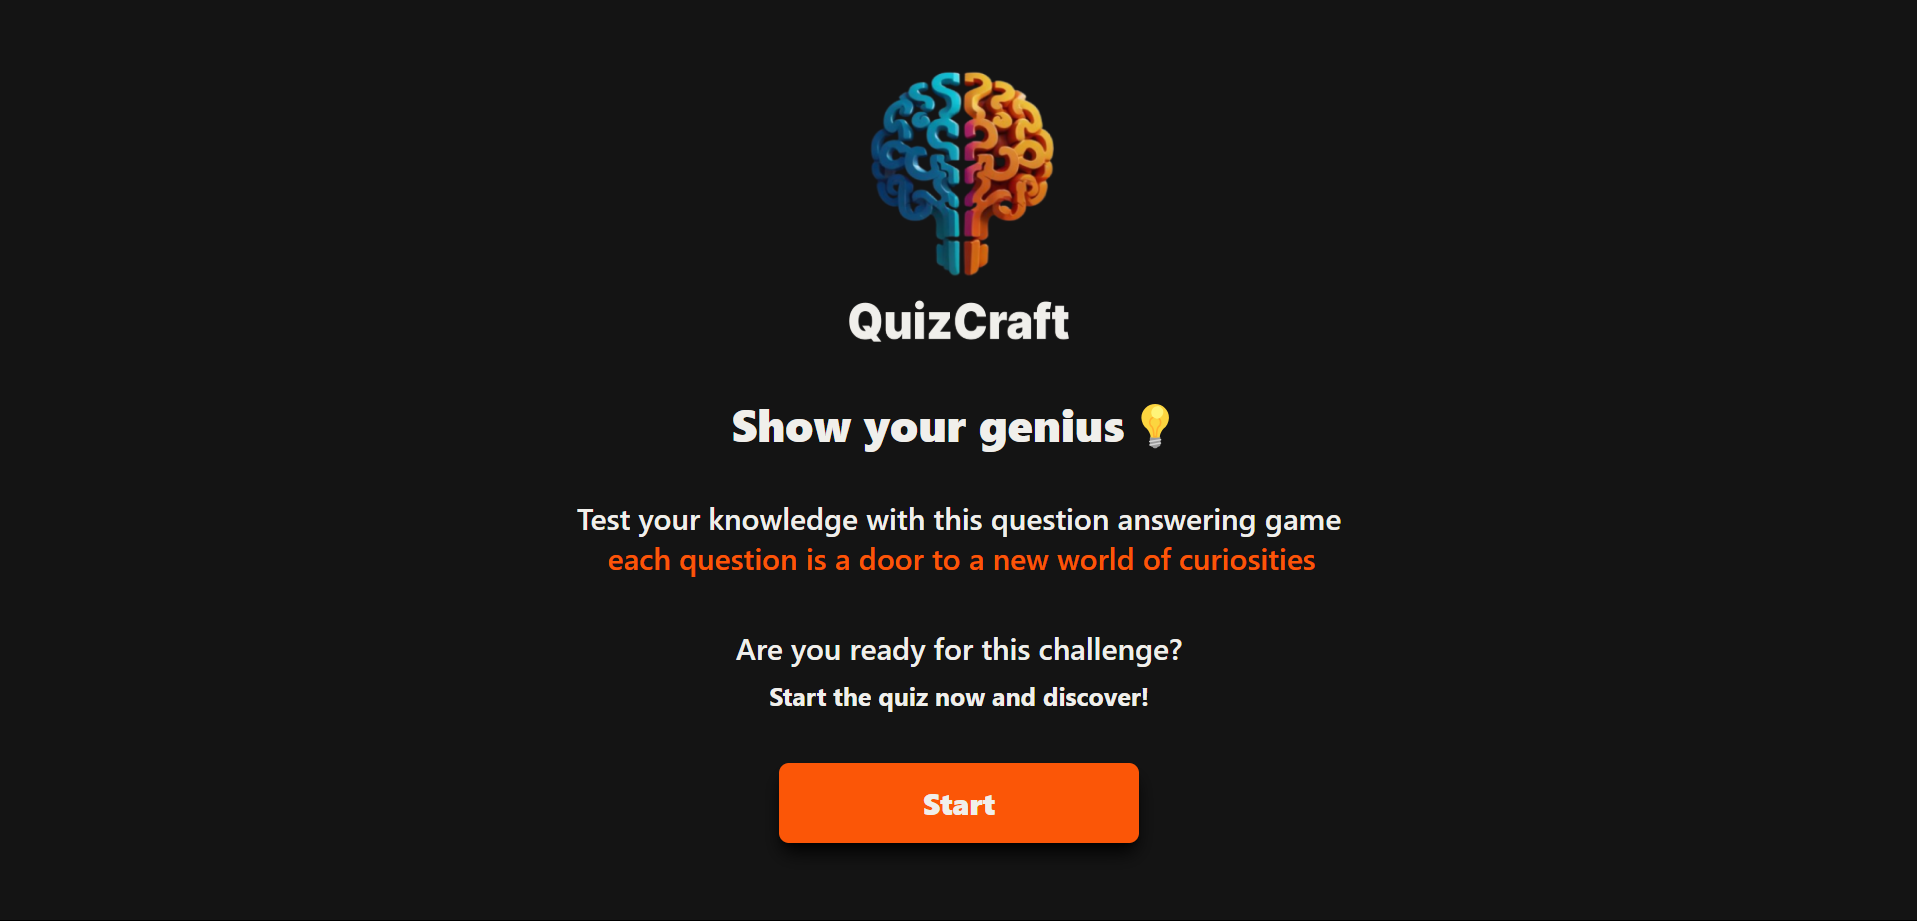 QuizCraft
Show your genius 💡
Test your knowledge with this question answering game
each question is a door to a new world of curiosities
Are you ready for this challenge?
Start the quiz now and discover!
Start